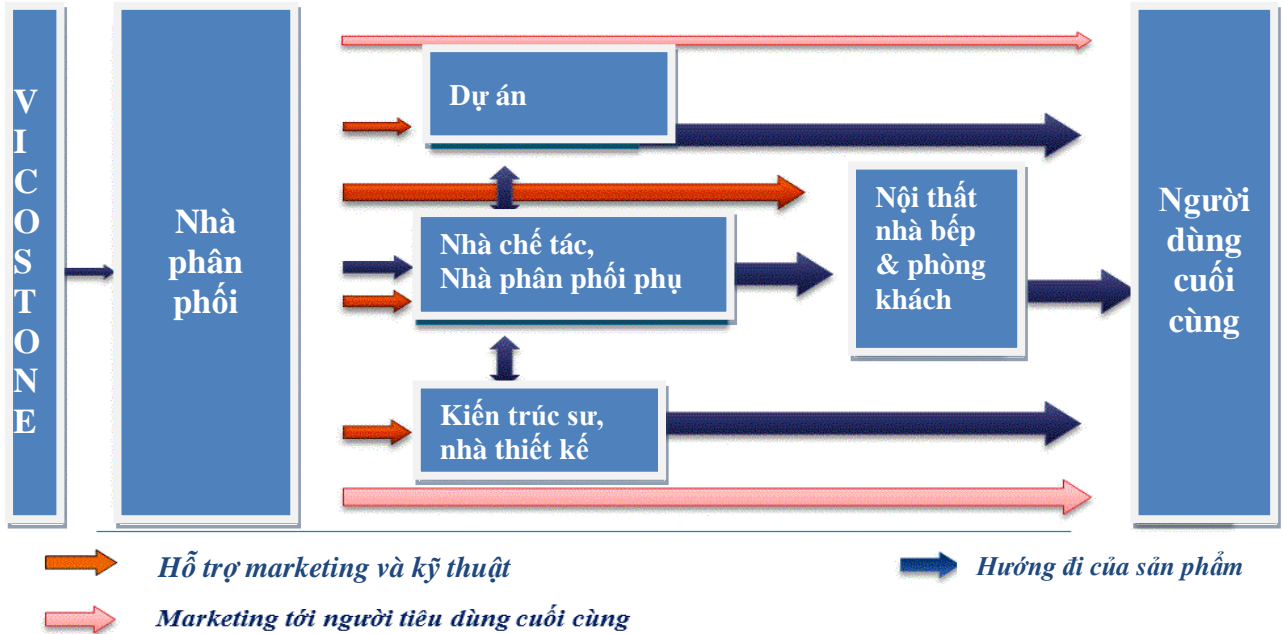 VICOSTONE
Nhà
phân
phối
Dự án
Nhà chế tác,
Nhà phân phối phụ
Kiến trúc sư,
nhà thiết kế
Nội thất
nhà bếp
& phòng
khách
Người
dùng
cuối
cùng
Hỗ trợ marketing và kỹ thuật
Hướng đi của sản phẩm
Marketing tới người tiêu dùng cuối cùng